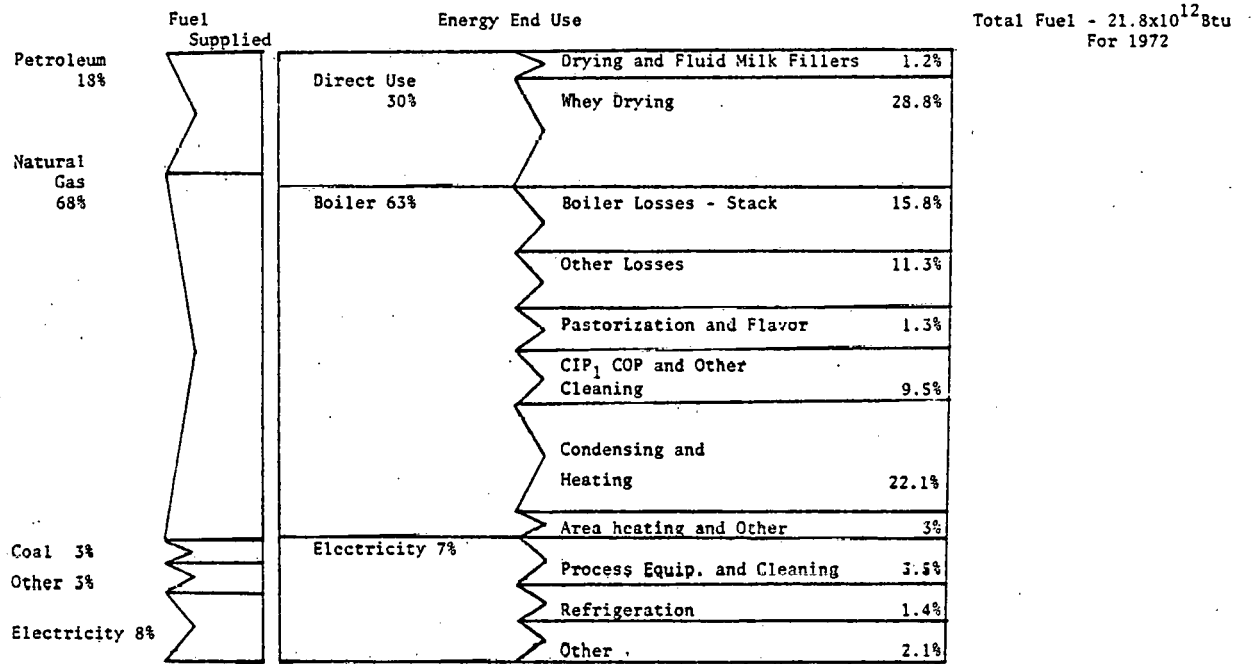 Fuel
Supplied
Energy End Use
Total Fuel - 21.8x10^12 Btu
For 1972
Petroleum
18%
Natural
Gas
68%
Coal 3%
Other 3%
Electricity 8%
Direct Use
30%
Boiler 63%
Electricity 7%
Drying and Fluid Milk Fillers 1.2%
Whey Drying 28.8%
Boiler Losses - Stack 15.8%
Other Losses 11.3%
Pastorization and Flavor 1.3%
CIP₁ COP and Other
Cleaning 9.5%
Condensing and
Heating 22.1%
Area heating and Other 3%
Process Equip. and Cleaning 3.5%
Refrigeration 1.4%
Other 2.1%